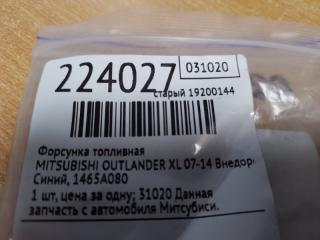 224027
031020
старый 19200144
Форсунка топливная
MITSUBISHI OUTLANDER XL 07-14 Внедор
Синий, 1465A080
1 шт, цена за одну; 31020 Данная
запчасть с автомобиля Митсубиси.